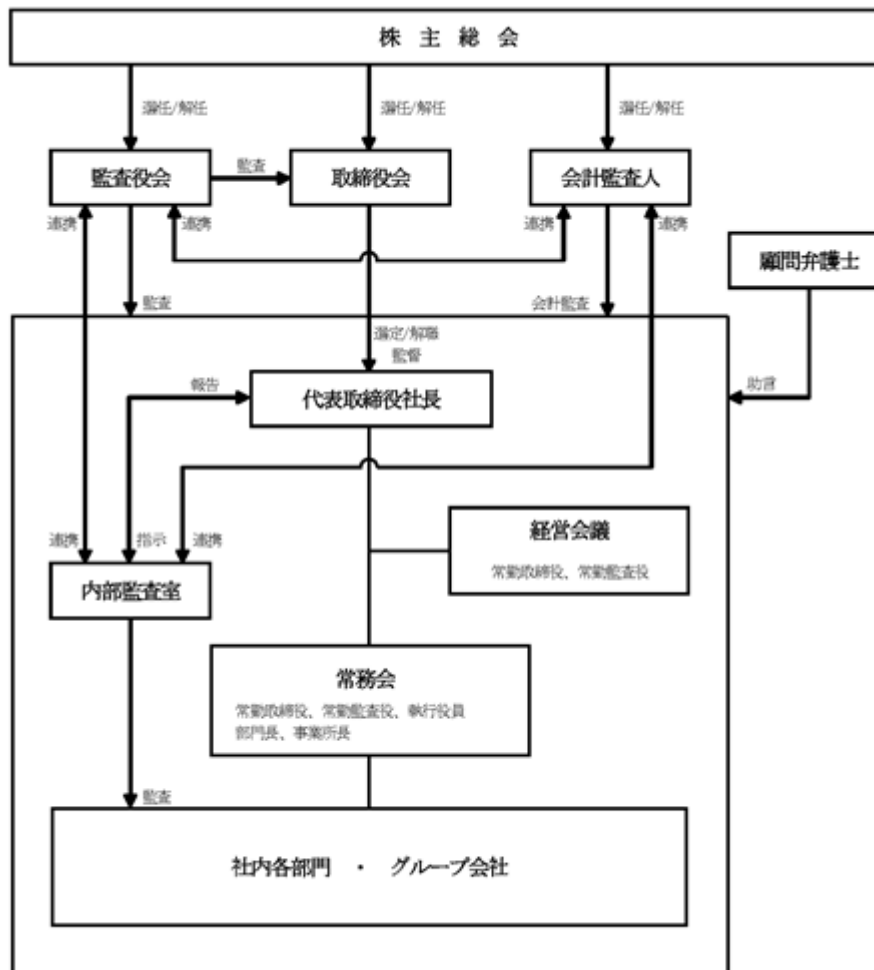 株 主 総 会
選任/解任
選任/解任
選任/解任
監査役会
監査
取締役会
会計監査人
連携
連携
連携
連携
顧問弁護士
監査
会計監査
選定/解職
監督
報告
代表取締役社長
助言
経営会議
常勤取締役、常勤監査役
連携
指示
連携
内部監査室
常務会
常勤取締役、常勤監査役、執行役員
部門長、事業所長
監査
社内各部門 ・ グループ会社